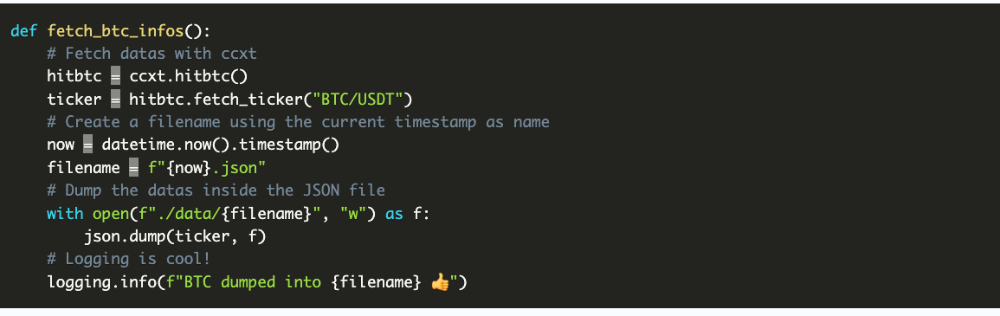 def fetch_btc_infos():
    # Fetch datas with ccxt
    hitbtc = ccxt.hitbtc()
    ticker = hitbtc.fetch_ticker("BTC/USDT")
    # Create a filename using the current timestamp as name
    now = datetime.now().timestamp()
    filename = f"{now}.json"
    # Dump the datas inside the JSON file
    with open(f"./data/{filename}", "w") as f:
        json.dump(ticker, f)
    # Logging is cool!
    logging.info(f"BTC dumped into {filename} 👍")